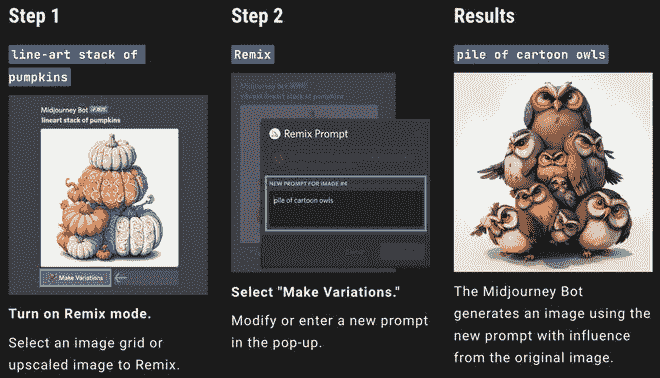 Step 1
line-art stack of
pumpkins
Midjourney Bot
lineart stack of pumpkins
Make Variations
Turn on Remix mode.
Select an image grid or
upscaled image to Remix.
Step 2
Remix
Midjourney Bot
Remix Prompt
NEW PROMPT FOR IMAGE #4
pile of cartoon owls
Select "Make Variations."
Modify or enter a new prompt
in the pop-up.
Results
pile of cartoon owls
The Midjourney Bot
generates an image using the
new prompt with influence
from the original image.